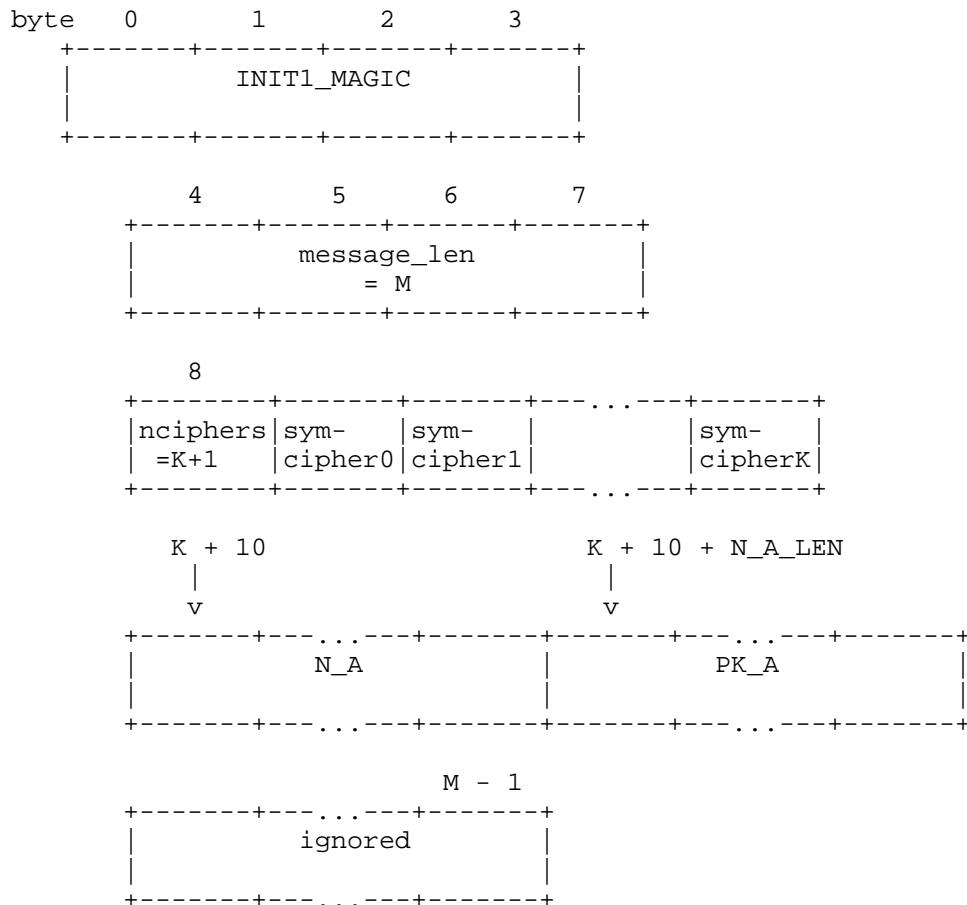 byte 0 1 2 3
INIT1_MAGIC
4 5 6 7
message_len
= M
8
nciphers sym- sym- sym-
=K+1 cipher0 cipher1 ... cipherK
K + 10 K + 10 + N_A_LEN
v v
N_A PK_A
M - 1
ignored